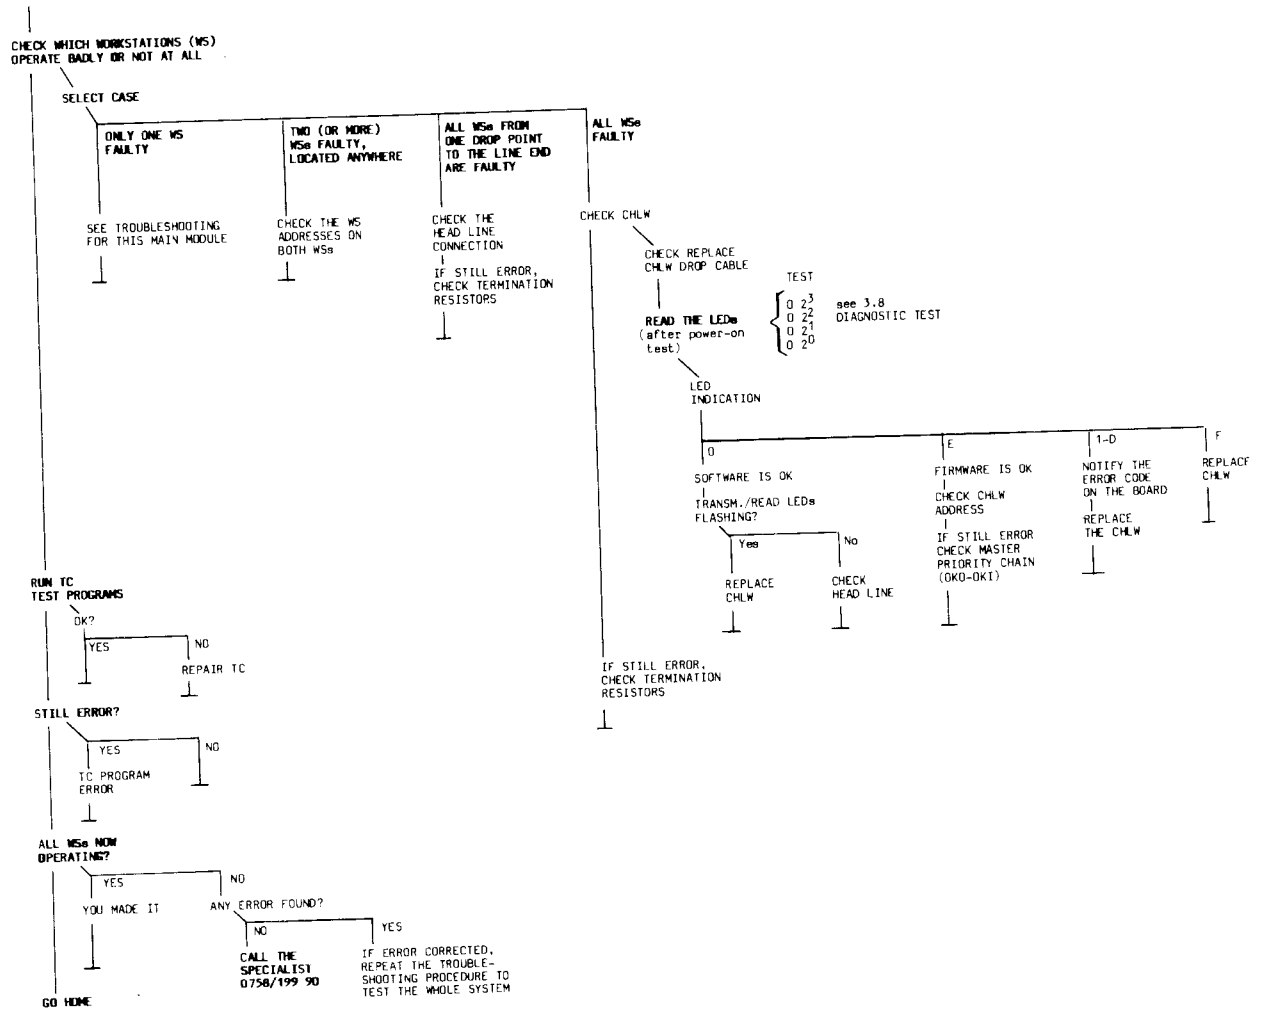 CHECK WHICH WORKSTATIONS (WS)
OPERATE BADLY OR NOT AT ALL
SELECT CASE
ONLY ONE WS
FAULTY
SEE TROUBLESHOOTING
FOR THIS MAIN MODULE
TWO (OR MORE)
WSs FAULTY,
LOCATED ANYWHERE
CHECK THE WS
ADDRESSES ON
BOTH WSs
ALL WSs FROM
ONE DROP POINT
TO THE LINE END
ARE FAULTY
CHECK THE
HEAD LINE
CONNECTION
IF STILL ERROR,
CHECK TERMINATION
RESISTORS
ALL WSs
FAULTY
CHECK CHLW
CHECK REPLACE
CHLW DROP CABLE
READ THE LEDs
(after power-on
test)
TEST
0 2³
0 2²
0 2¹
0 2⁰
see 3.8
DIAGNOSTIC TEST
LED
INDICATION
0
SOFTWARE IS OK
TRANSM./READ LEDs
FLASHING?
Yes
REPLACE
CHLW
No
CHECK
HEAD LINE
E
FIRMWARE IS OK
CHECK CHLW
ADDRESS
IF STILL ERROR
CHECK MASTER
PRIORITY CHAIN
(OKO-OKI)
1-D
NOTIFY THE
ERROR CODE
ON THE BOARD
REPLACE
THE CHLW
F
REPLACE
CHLW
IF STILL ERROR,
CHECK TERMINATION
RESISTORS
RUN TC
TEST PROGRAMS
OK?
YES
NO
REPAIR TC
STILL ERROR?
YES
NO
TC PROGRAM
ERROR
ALL WSs NOW
OPERATING?
YES
NO
YOU MADE IT
ANY ERROR FOUND?
NO
YES
CALL THE
SPECIALIST
0758/199 90
IF ERROR CORRECTED,
REPEAT THE TROUBLE-
SHOOTING PROCEDURE TO
TEST THE WHOLE SYSTEM
GO HOME